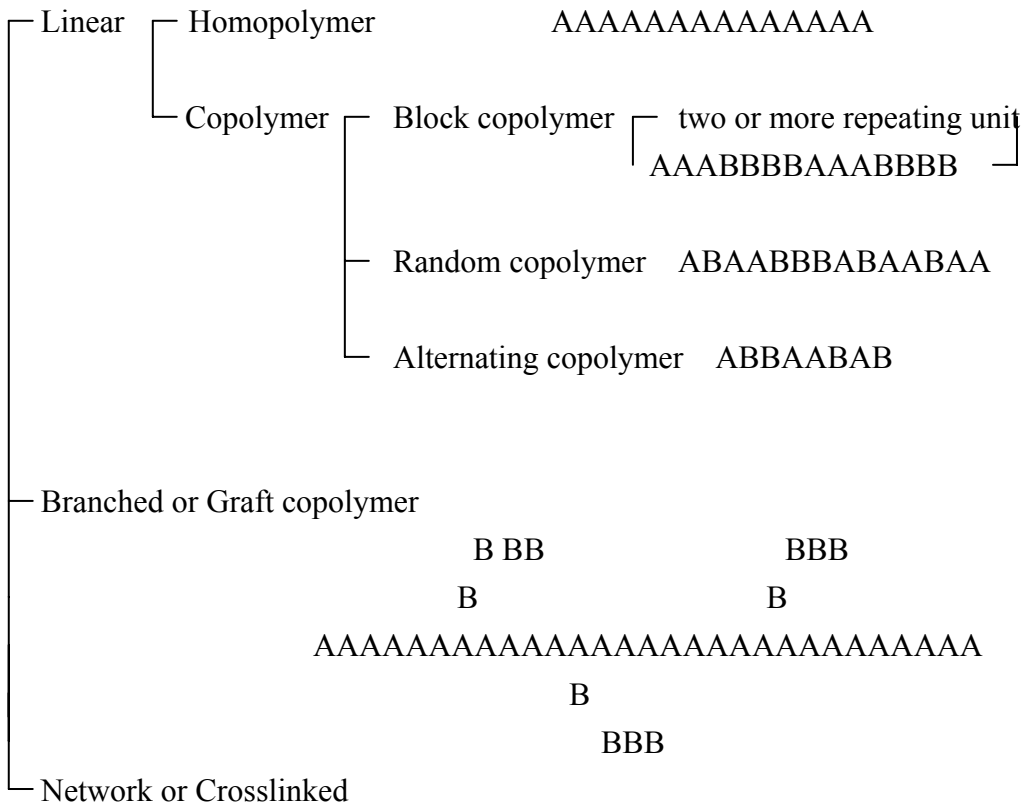 Linear Homopolymer AAAAAAAAAAAAAA
Copolymer Block copolymer two or more repeating unit
AAABBBBAAABBBB
Random copolymer ABAABBBABAABAA
Alternating copolymer ABBAABAB
Branched or Graft copolymer
B BB BBB
B B
AAAAAAAAAAAAAAAAAAAAAAAAAAAAA
B
BBB
Network or Crosslinked